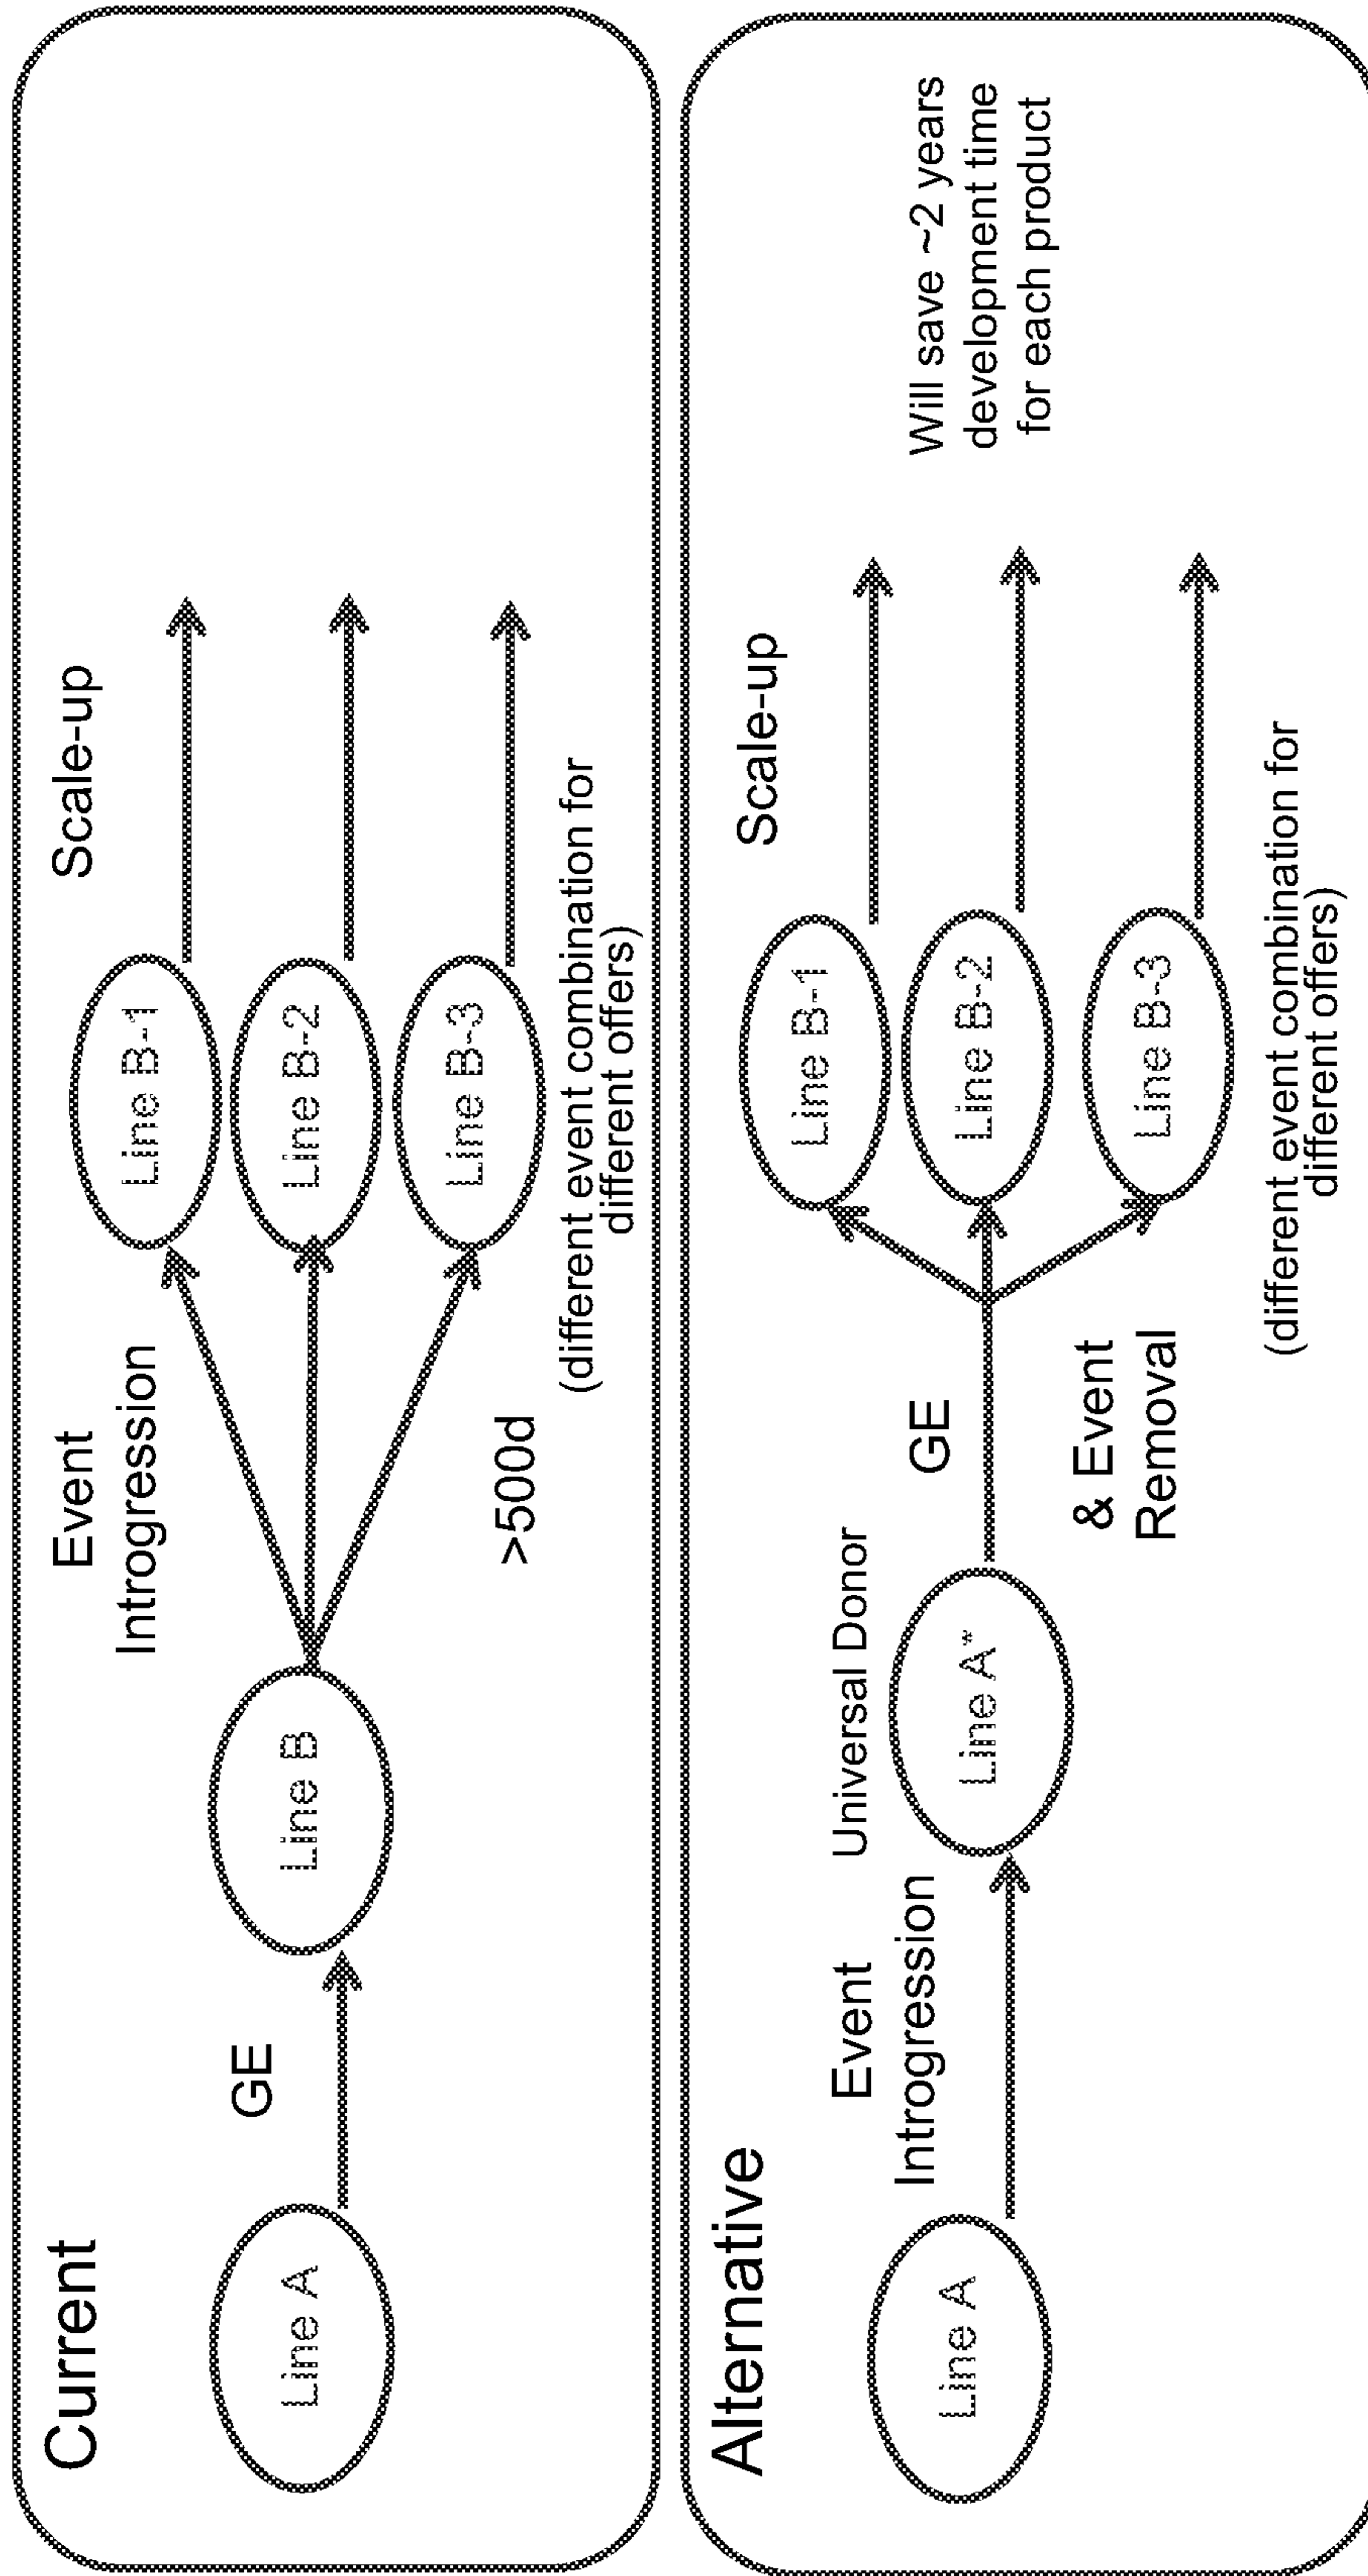 Current
Line A
GE
Line B
Event
Introgression
>500d
Line B-1
Line B-2
Line B-3
(different event combination for
different offers)
Scale-up
Alternative
Line A
Event
Introgression
Universal Donor
Line A*
GE
& Event
Removal
Line B-1
Line B-2
Line B-3
(different event combination for
different offers)
Scale-up
Will save ~2 years
development time
for each product